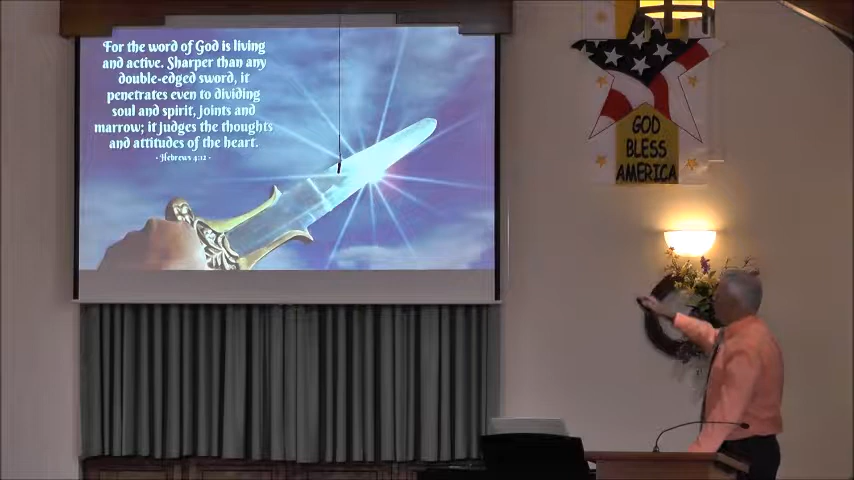 For the word of God is living
and active. Sharper than any
double-edged sword, it
penetrates even to dividing
soul and spirit, joints and
marrow; it judges the thoughts
and attitudes of the heart.
- Hebrews 4:12 -
GOD
BLESS
AMERICA